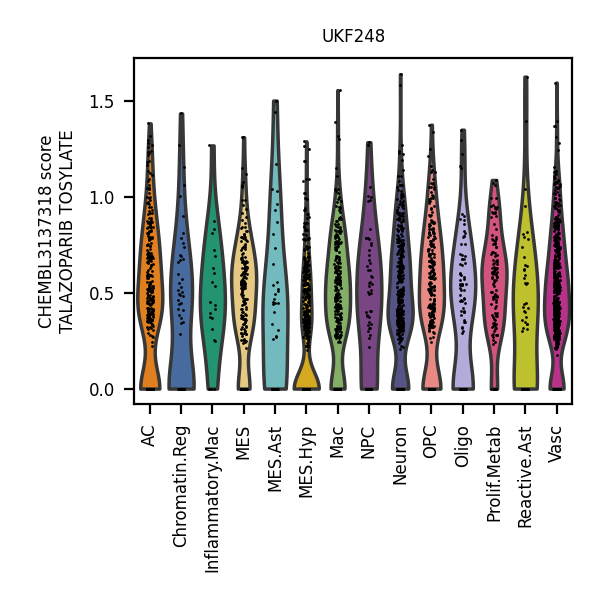 UKF248
CHEMBL3137318 score
TALAZOPARIB TOSYLATE
1.5
1.0
0.5
0.0
AC
Chromatin.Reg
Inflammatory.Mac
MES
MES.Ast
MES.Hyp
Mac
NPC
Neuron
OPC
Oligo
Prolif.Metab
Reactive.Ast
Vasc